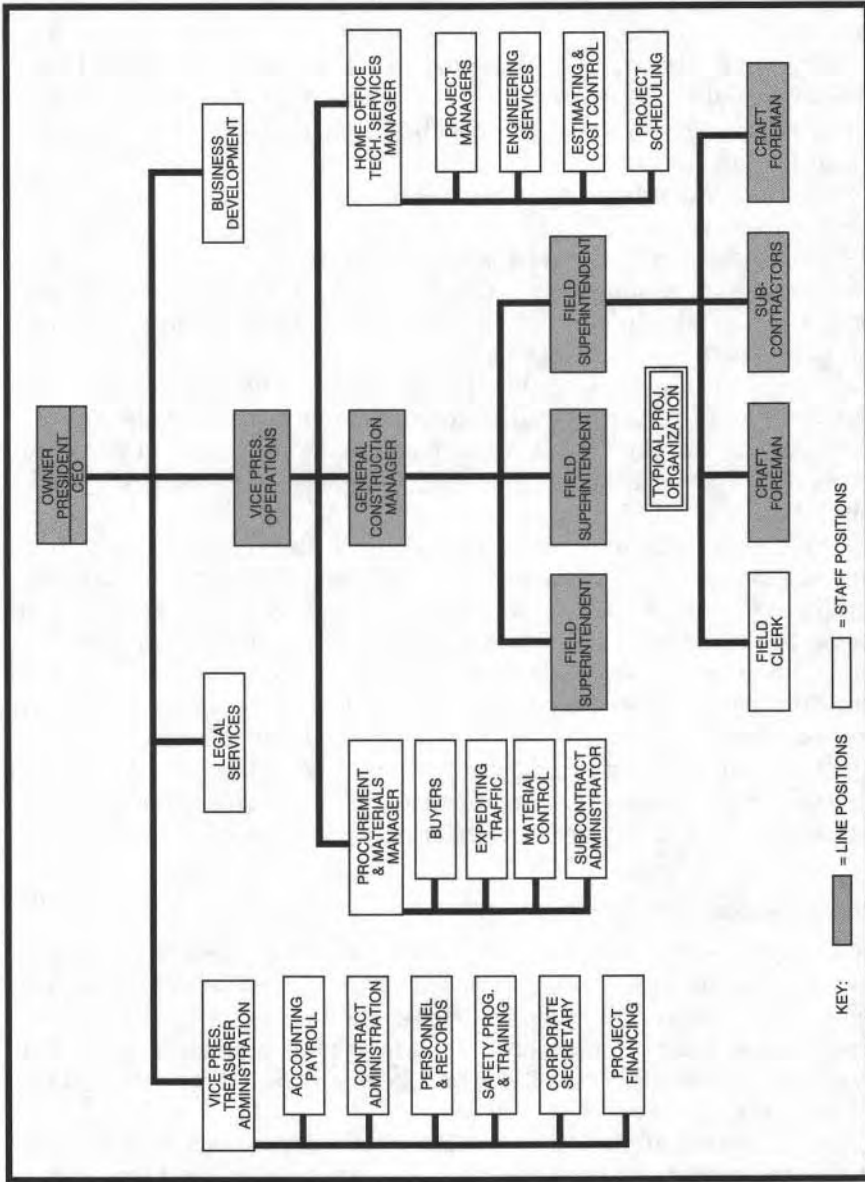 OWNER
PRESIDENT
CEO
LEGAL
SERVICES
BUSINESS
DEVELOPMENT
VICE PRES.
TREASURER
ADMINISTRATION
ACCOUNTING
PAYROLL
CONTRACT
ADMINISTRATION
PERSONNEL
& RECORDS
SAFETY PROG.
& TRAINING
CORPORATE
SECRETARY
PROJECT
FINANCING
VICE PRES.
OPERATIONS
PROCUREMENT
& MATERIALS
MANAGER
BUYERS
EXPEDITING
TRAFFIC
MATERIAL
CONTROL
SUBCONTRACT
ADMINISTRATOR
GENERAL
CONSTRUCTION
MANAGER
HOME OFFICE
TECH. SERVICES
MANAGER
PROJECT
MANAGERS
ENGINEERING
SERVICES
ESTIMATING &
COST CONTROL
PROJECT
SCHEDULING
FIELD
SUPERINTENDENT
FIELD
SUPERINTENDENT
FIELD
SUPERINTENDENT
TYPICAL PROJ.
ORGANIZATION
FIELD
CLERK
CRAFT
FOREMAN
SUB-
CONTRACTORS
CRAFT
FOREMAN
KEY:
= LINE POSITIONS
= STAFF POSITIONS